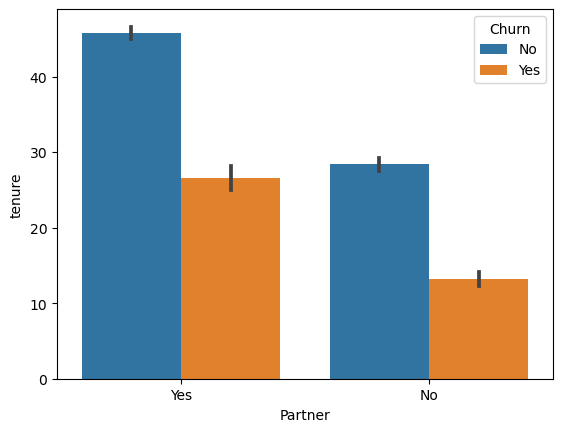 Churn
No
Yes
40
30
20
10
0
tenure
Yes
No
Partner